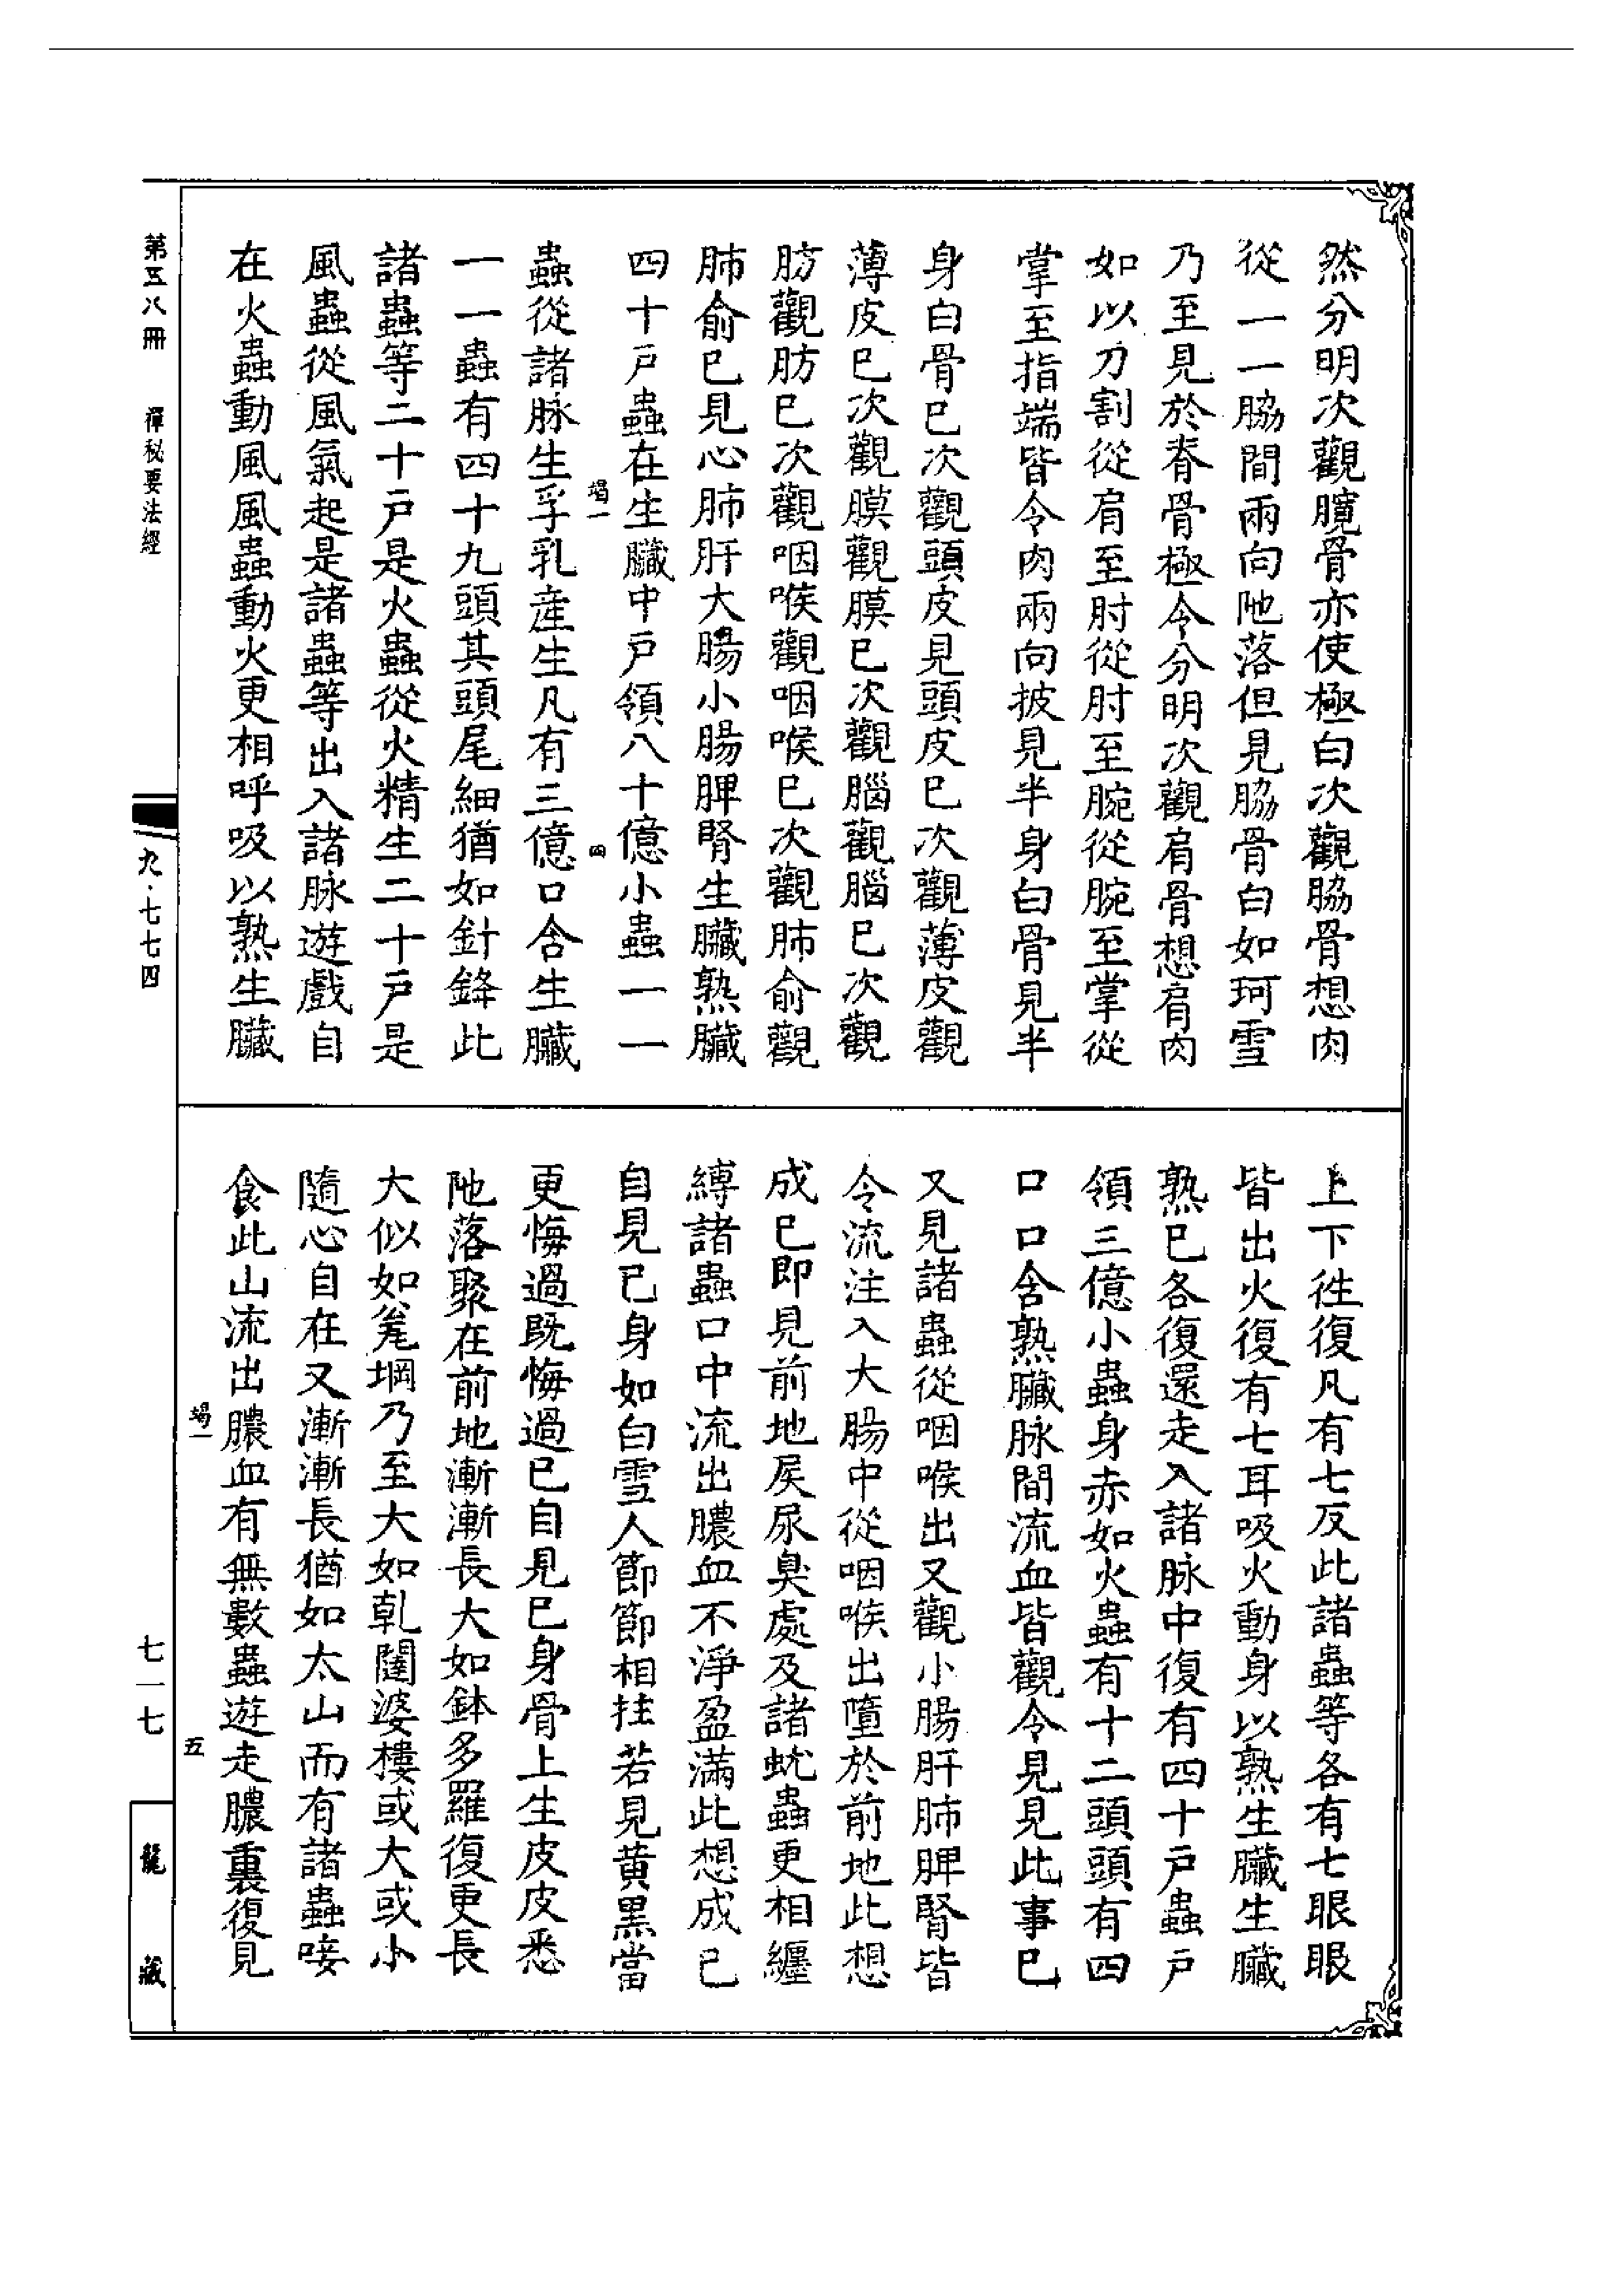 然分明次觀臗骨亦使極白次觀脇骨想肉
從一一脇間兩向阤落但見脇骨白如珂雪
乃至見於脊骨極令分明次觀肩骨想肩肉
如以刀割從肩至肘從肘至腕從腕至掌從
掌至指端皆令肉兩向披見半身白骨見半
身白骨已次觀頭皮見頭皮已次觀薄皮觀
薄皮已次觀膜觀膜已次觀腦觀腦已次觀
肪觀肪已次觀咽喉觀咽喉已次觀肺俞觀
肺俞已見心肺肝大腸小腸脾腎生臟熟臟
四十戶蟲在生臟中戶領八十億小蟲一一
竭一
四
蟲從諸脉生孚乳產生凡有三億口含生臟
一一蟲有四十九頭其頭尾細猶如針鋒此
諸蟲等二十戶是火蟲從火精生二十戶是
風蟲從風氣起是諸蟲等出入諸脉遊戲自
在火蟲動風風蟲動火更相呼吸以熟生臟
上下往復凡有七反此諸蟲等各有七眼眼
皆出火復有七耳吸火動身以熟生臟生臟
熟已各復還走入諸脉中復有四十戶蟲戶
領三億小蟲身赤如火蟲有十二頭頭有四
口口含熟臟脉間流血皆觀令見見此事已
又見諸蟲從咽喉出又觀小腸肝肺脾腎皆
令流注入大腸中從咽喉出墮於前地此想
成已即見前地屎尿臭處及諸蚘蟲更相纏
縛諸蟲口中流出膿血不淨盈滿此想成已
自見已身如白雪人節節相拄若見黃黑當
更悔過既悔過已自見已身骨上生皮皮悉
阤落聚在前地漸漸長大如鉢多羅復更長
大似如瓮堈乃至大如乾闥婆樓或大或小
隨心自在又漸漸長猶如太山而有諸蟲唼
食此山流出膿血有無數蟲遊走膿裏復見
竭一
五
第五八冊
禪秘要法經
九·七七四
七一七
龍藏